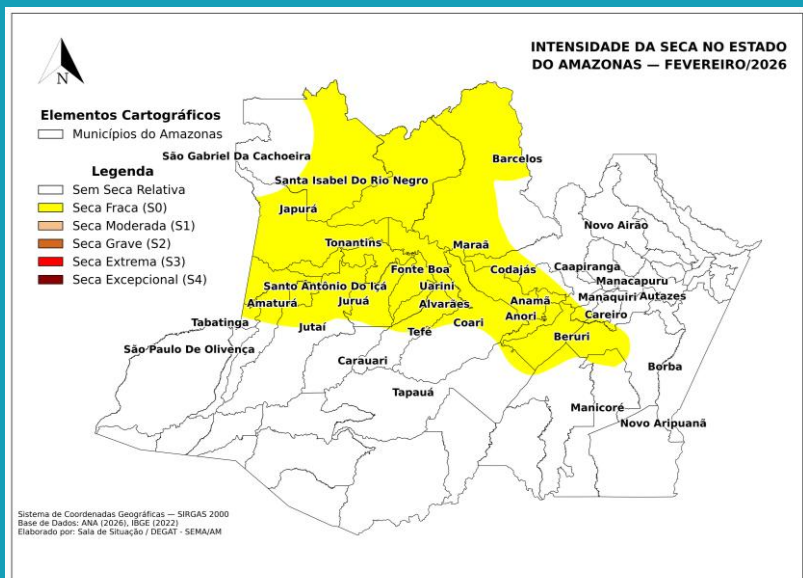 INTENSIDADE DA SECA NO ESTADO
DO AMAZONAS — FEVEREIRO/2026
N
Elementos Cartográficos
Municípios do Amazonas
Legenda
Sem Seca Relativa
Seca Fraca (S0)
Seca Moderada (S1)
Seca Grave (S2)
Seca Extrema (S3)
Seca Excepcional (S4)
São Gabriel Da Cachoeira
Barcelos
Santa Isabel Do Rio Negro
Japurá
Novo Airão
Tonantins
Maraã
Fonte Boa
Codajás
Caapiranga
Santo Antônio Do Içá
Uarini
Manacapuru
Amaturá
Juruá
Alvarães
Anamã
Manaquiri
Autazes
Anori
Careiro
Tabatinga
Jutaí
Tefé
Coari
Beruri
São Paulo De Olivença
Carauari
Borba
Tapauá
Manicoré
Novo Aripuanã
Sistema de Coordenadas Geográficas — SIRGAS 2000
Base de Dados: ANA (2026), IBGE (2022)
Elaborado por: Sala de Situação / DEGAT - SEMA/AM